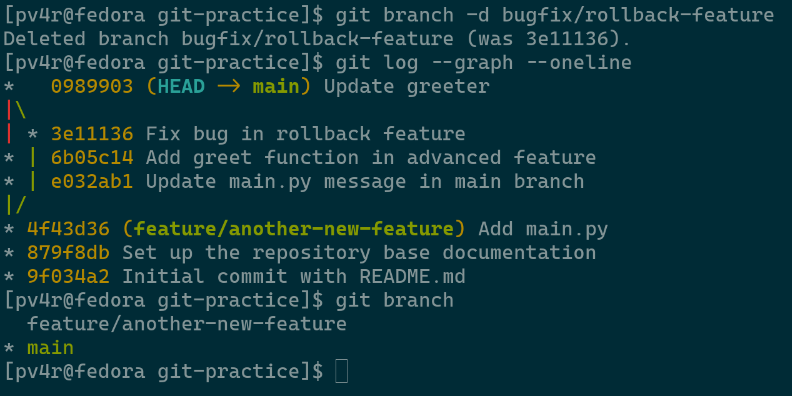 [pv4r@fedora git-practice]$ git branch -d bugfix/rollback-feature
Deleted branch bugfix/rollback-feature (was 3e11136).
[pv4r@fedora git-practice]$ git log --graph --oneline
*   0989903 (HEAD -> main) Update greeter
|\
| * 3e11136 Fix bug in rollback feature
* | 6b05c14 Add greet function in advanced feature
* | e032ab1 Update main.py message in main branch
|/
* 4f43d36 (feature/another-new-feature) Add main.py
* 879f8db Set up the repository base documentation
* 9f034a2 Initial commit with README.md
[pv4r@fedora git-practice]$ git branch
  feature/another-new-feature
* main
[pv4r@fedora git-practice]$